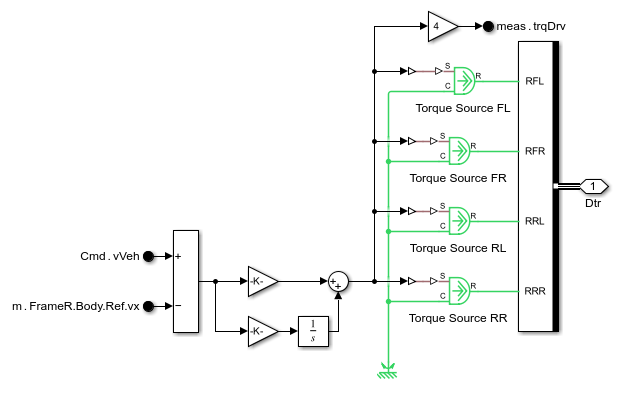 4
meas.trqDrv
S
R
C
RFL
Torque Source FL
S
R
C
RFR
Torque Source FR
1
Dtr
S
R
C
RRL
Torque Source RL
Cmd.vVeh
+
-K-
+
+
S
R
C
RRR
Torque Source RR
m.FrameR.Body.Ref.vx
−
-K-
1
s